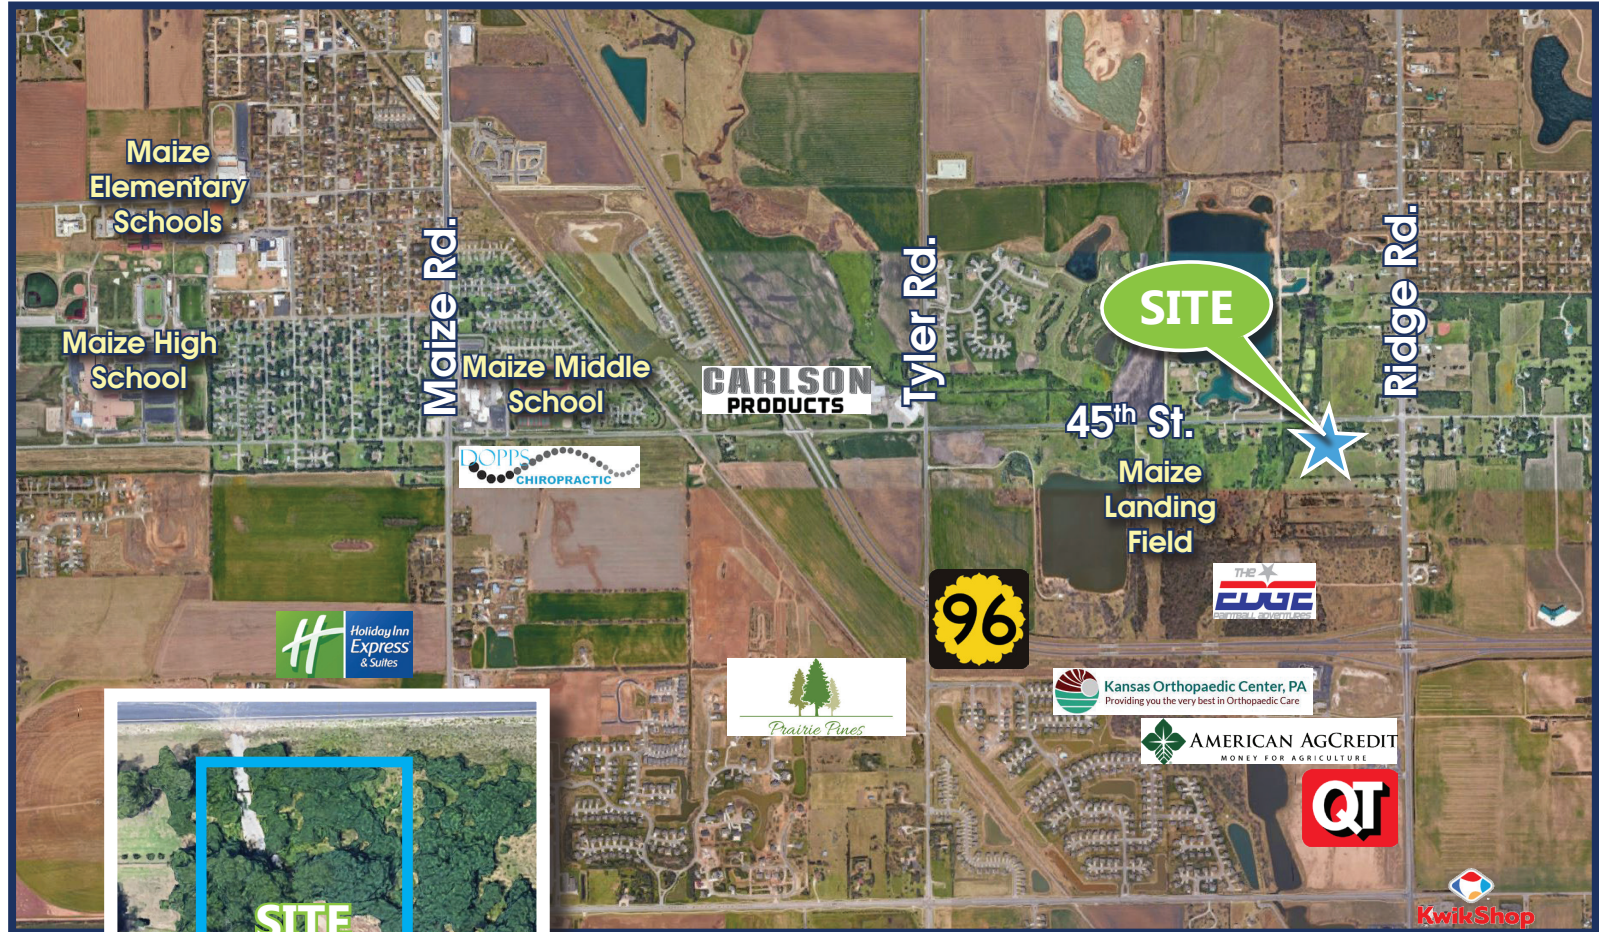 Maize
Elementary
Schools
Maize High
School
Maize Rd.
Maize Middle
School
CARLSON
PRODUCTS
Tyler Rd.
SITE
Ridge Rd.
45th St.
Maize
Landing
Field
DOPPS
CHIROPRACTIC
THE
EDGE
PAINTBALL ADVENTURES
96
Holiday Inn
Express
& Suites
Prairie Pines
Kansas Orthopaedic Center, PA
Providing you the very best in Orthopaedic Care
AMERICAN AGCREDIT
MONEY FOR AGRICULTURE
QT
KwikShop
SITE